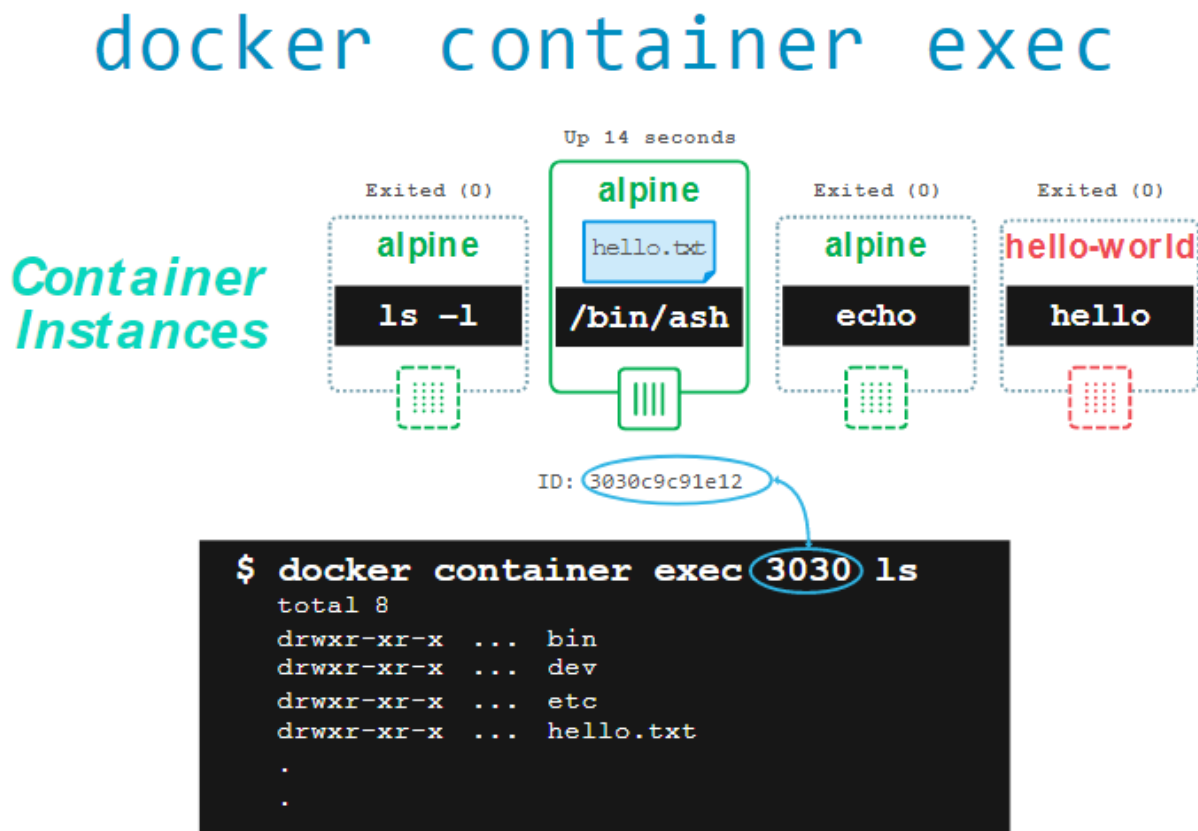 docker container exec
Up 14 seconds
Exited (0)
alpine
Exited (0)
Exited (0)
alpine
hello.txt
alpine
hello-world
Container
Instances
ls -l
/bin/ash
echo
hello
ID: 3030c9c91e12
$ docker container exec 3030 ls
total 8
drwxr-xr-x ... bin
drwxr-xr-x ... dev
drwxr-xr-x ... etc
drwxr-xr-x ... hello.txt
.
.